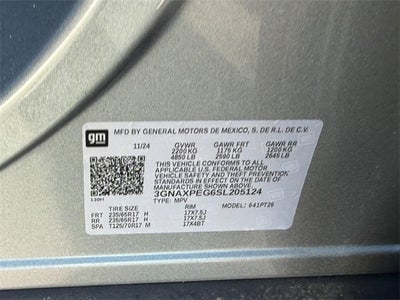 gm
MFD BY GENERAL MOTORS DE MEXICO, S. DE R.L. DE C.V.
11/24 GVWR GAWR FRT GAWR RR
2200 KG 1175 KG 1200 KG
4850 LB 2590 LB 2645 LB
THIS VEHICLE CONFORMS TO ALL
APPLICABLE U.S. FEDERAL MOTOR
VEHICLE SAFETY AND THEFT PREVENTION
STANDARDS IN EFFECT ON THE DATE OF
MANUFACTURE SHOWN ABOVE.
3GNAXPEG6SL205124
TYPE: MPV
TIRE SIZE RIM MODEL: 641PT26
FRT 235/65R17 H 17X7.5J
RR 235/65R17 H 17X7.5J
SPA T125/70R17 M 17X4BT